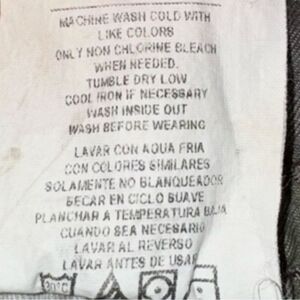 MACHINE WASH COLD WITH
LIKE COLORS
ONLY NON CHLORINE BLEACH
WHEN NEEDED.
TUMBLE DRY LOW
COOL IRON IF NECESSARY
WASH INSIDE OUT
WASH BEFORE WEARING
LAVAR CON AQUA FRIA
CON COLORES SIMILARES
SOLAMENTE NO BLANQUEADOR
SECAR EN CICLO SUAVE
PLANCHAR A TEMPERATURA BAJA
CUANDO SEA NECESARIO
LAVAR AL REVERSO
LAVAR ANTES DE USAR
30°C